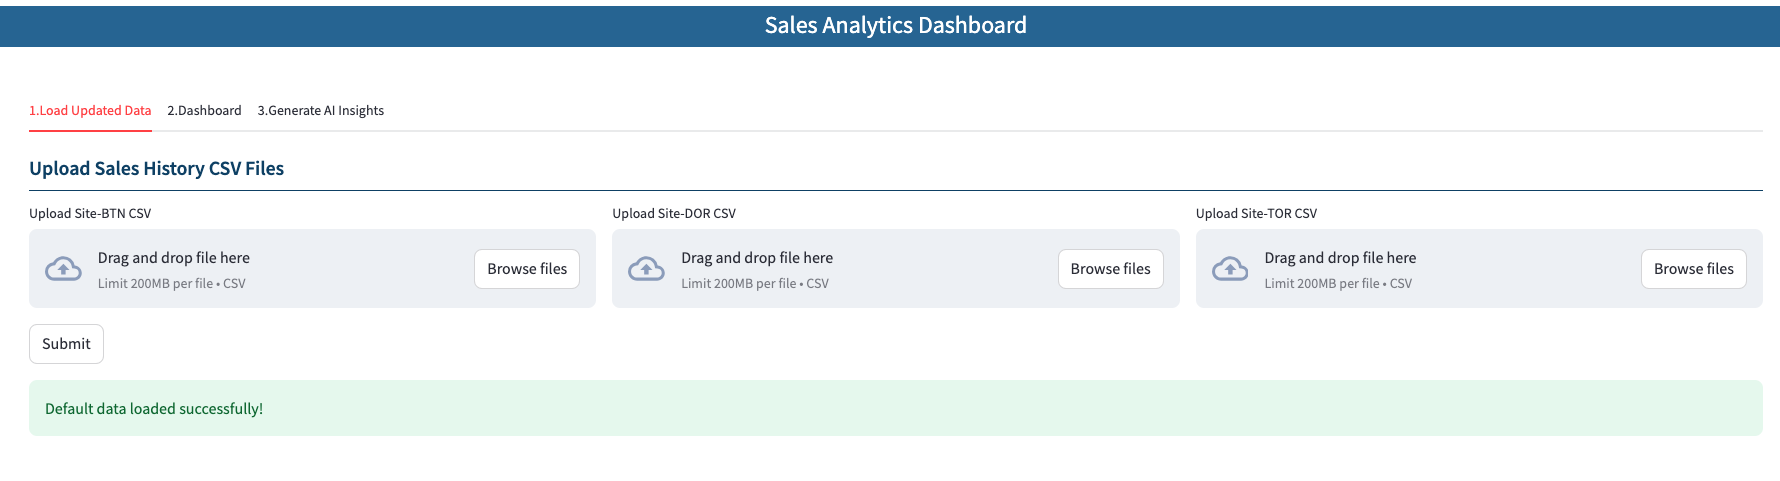 Sales Analytics Dashboard
1.Load Updated Data 2.Dashboard 3.Generate AI Insights
Upload Sales History CSV Files
Upload Site-BTN CSV
Drag and drop file here
Limit 200MB per file • CSV
Browse files
Upload Site-DOR CSV
Drag and drop file here
Limit 200MB per file • CSV
Browse files
Upload Site-TOR CSV
Drag and drop file here
Limit 200MB per file • CSV
Browse files
Submit
Default data loaded successfully!